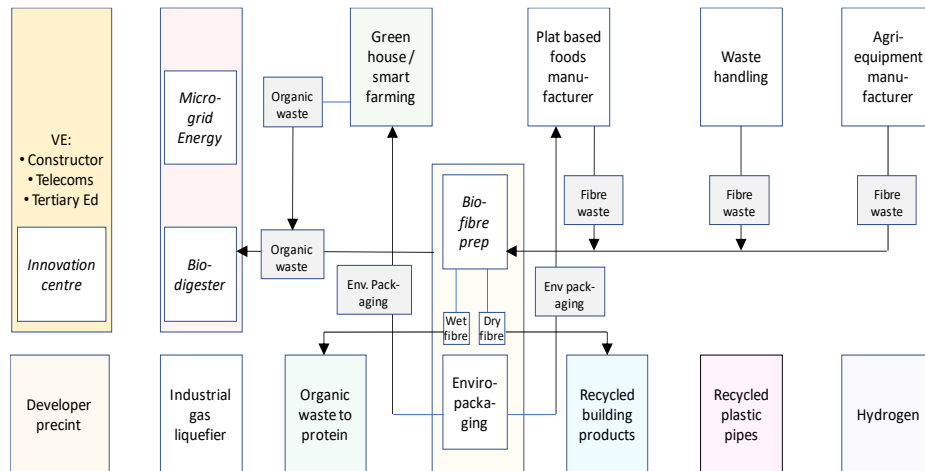 Green
house /
smart
farming
Plat based
foods
manu-
facturer
Waste
handling
Agri-
equipment
manu-
facturer
Micro-
grid
Energy
Organic
waste
VE:
• Constructor
• Telecoms
• Tertiary Ed
Bio-
fibre
prep
Fibre
waste
Fibre
waste
Fibre
waste
Innovation
centre
Bio-
digester
Organic
waste
Env. Pack-
aging
Env packa-
ging
Wet
fibre
Dry
fibre
Developer
precint
Industrial
gas
liquefier
Organic
waste to
protein
Enviro-
packa-
ging
Recycled
building
products
Recycled
plastic
pipes
Hydrogen